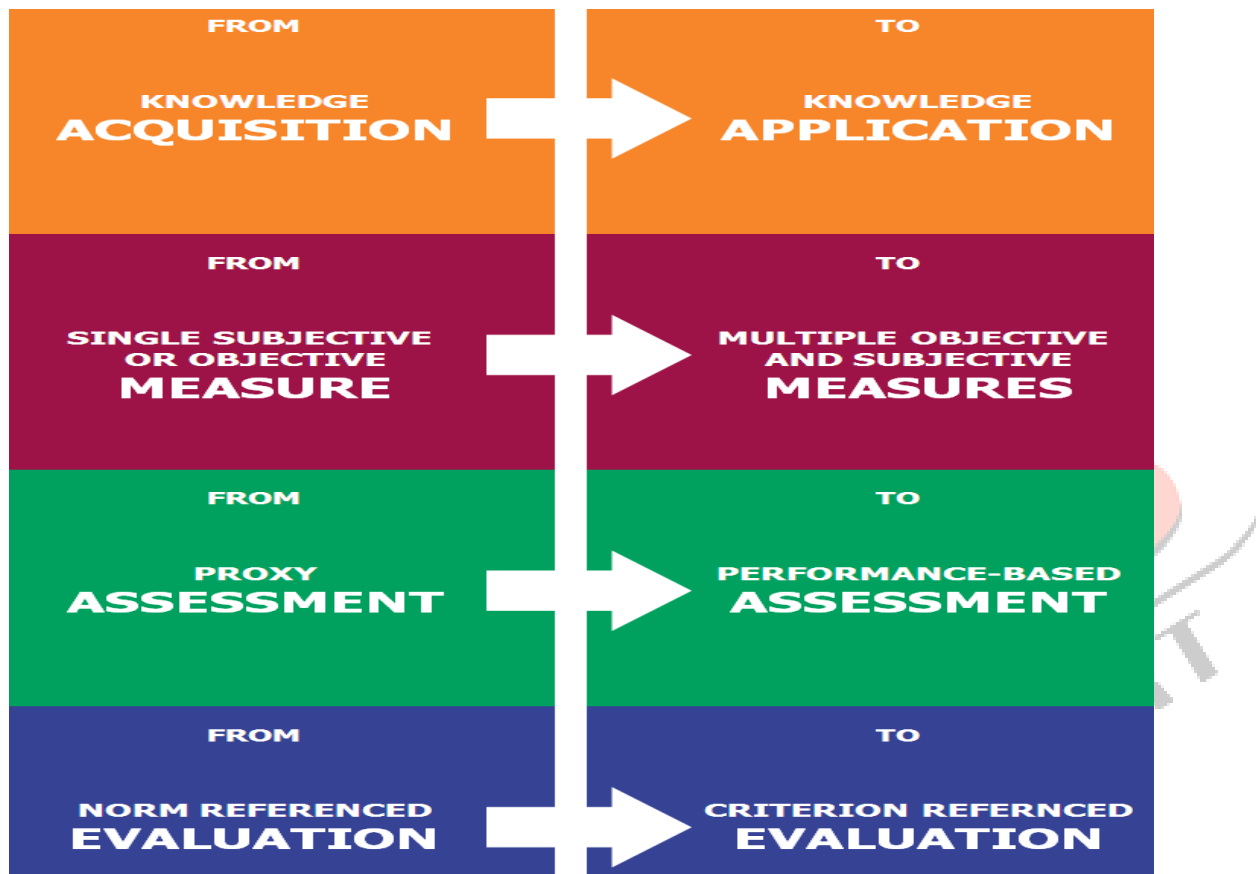 FROM
TO
KNOWLEDGE
ACQUISITION
KNOWLEDGE
APPLICATION
FROM
TO
SINGLE SUBJECTIVE
OR OBJECTIVE
MEASURE
MULTIPLE OBJECTIVE
AND SUBJECTIVE
MEASURES
FROM
TO
PROXY
ASSESSMENT
PERFORMANCE-BASED
ASSESSMENT
FROM
TO
NORM REFERENCED
EVALUATION
CRITERION REFERNCED
EVALUATION